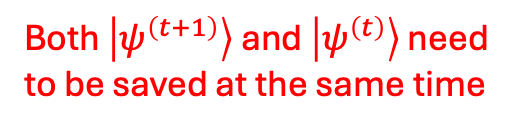 Both |ψ⁽ᵗ⁺¹⁾⟩ and |ψ⁽ᵗ⁾⟩ need
to be saved at the same time